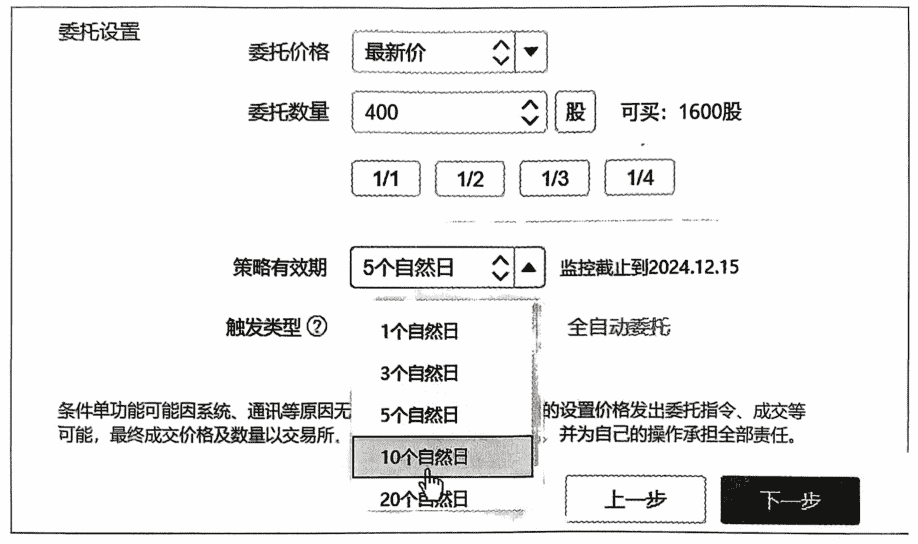 委托设置
委托价格 最新价
委托数量 400 股 可买：1600股
1/1 1/2 1/3 1/4
策略有效期 5个自然日 监控截止到2024.12.15
触发类型 ? 全自动委托
1个自然日
3个自然日
5个自然日
10个自然日
20个自然日
条件单功能可能因系统、通讯等原因无 的设置价格发出委托指令、成交等
可能，最终成交价格及数量以交易所. 并为自己的操作承担全部责任。
上一步 下一步